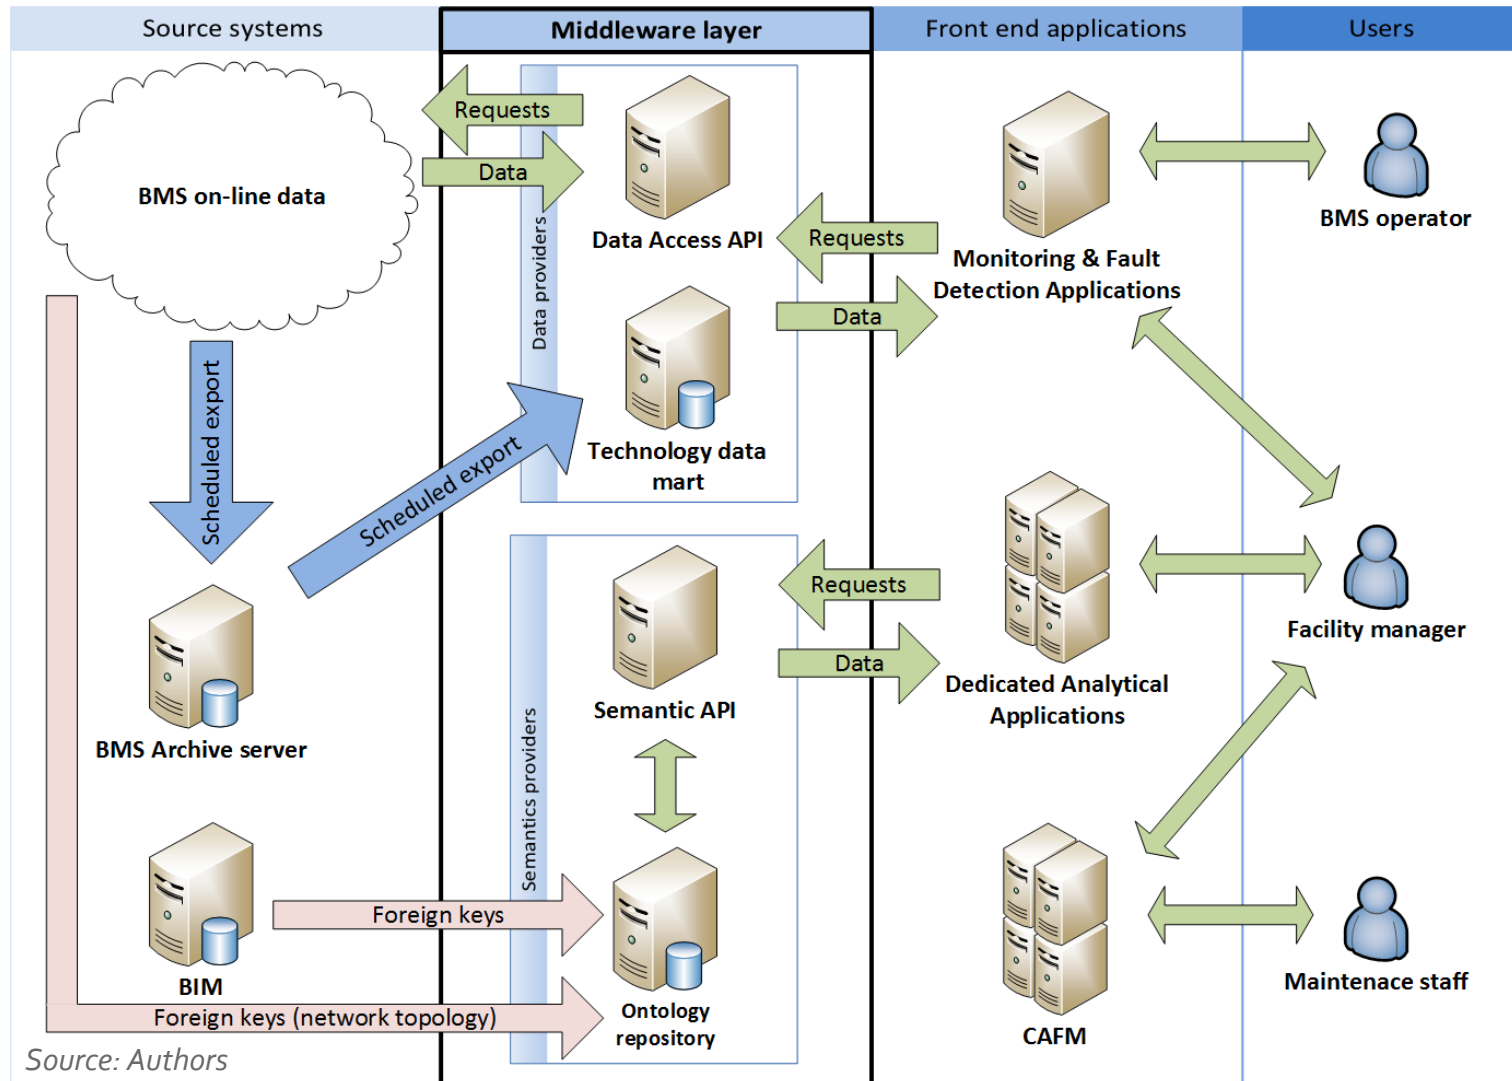 Source systems
Middleware layer
Front end applications
Users
BMS on-line data
Requests
Data
Data Access API
Data providers
Technology data
mart
Scheduled export
Scheduled export
BMS Archive server
BIM
Foreign keys
Foreign keys (network topology)
Semantics providers
Semantic API
Ontology
repository
Requests
Data
Requests
Data
Monitoring & Fault
Detection Applications
Dedicated Analytical
Applications
CAFM
BMS operator
Facility manager
Maintenace staff
Source: Authors